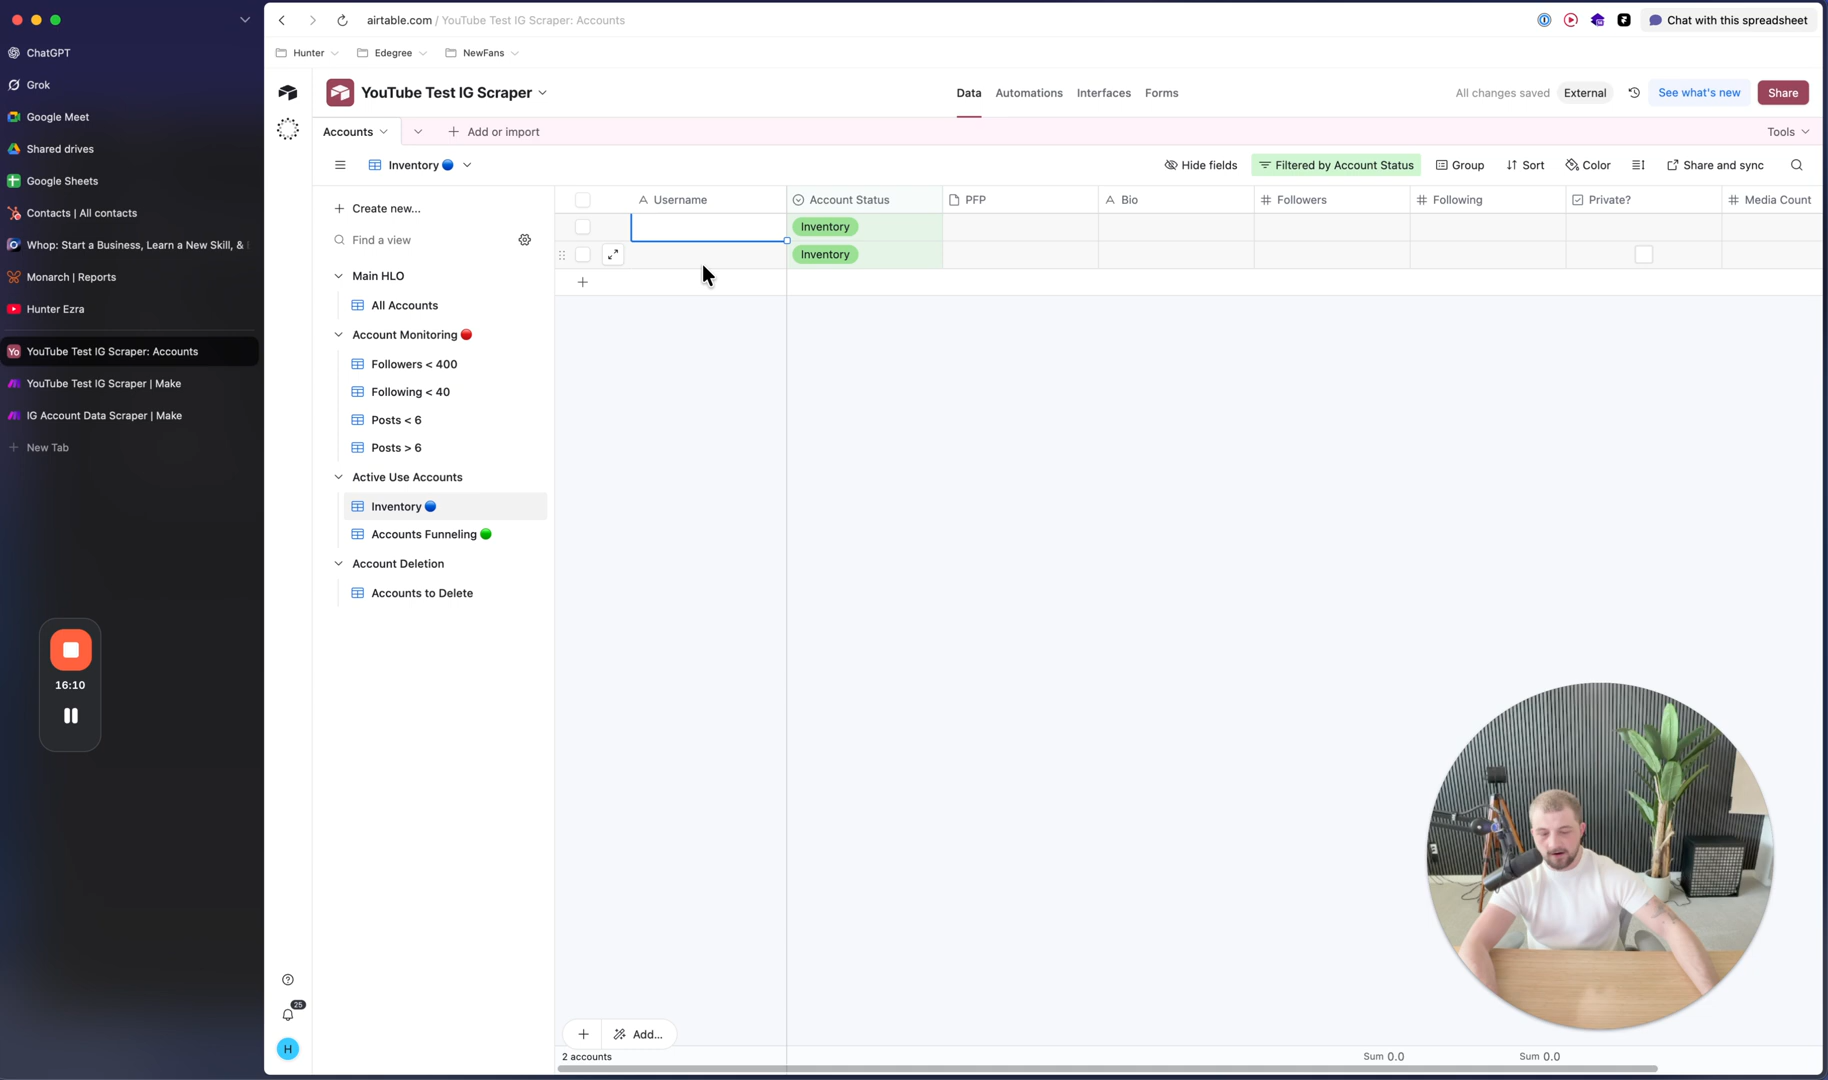 ChatGPT
Grok
Google Meet
Shared drives
Google Sheets
Contacts | All contacts
Whop: Start a Business, Learn a New Skill, &
Monarch | Reports
Hunter Ezra
Yo YouTube Test IG Scraper: Accounts
YouTube Test IG Scraper | Make
IG Account Data Scraper | Make
New Tab
16:10
airtable.com / YouTube Test IG Scraper: Accounts
Chat with this spreadsheet
Hunter
Edegree
NewFans
YouTube Test IG Scraper
Data
Automations
Interfaces
Forms
All changes saved
External
See what's new
Share
Accounts
Add or import
Tools
Inventory
Hide fields
Filtered by Account Status
Group
Sort
Color
Share and sync
Create new...
Find a view
Main HLO
All Accounts
Account Monitoring
Followers < 400
Following < 40
Posts < 6
Posts > 6
Active Use Accounts
Inventory
Accounts Funneling
Account Deletion
Accounts to Delete
25
H
Username
Account Status
PFP
Bio
Followers
Following
Private?
Media Count
Inventory
Inventory
Add...
2 accounts
Sum 0.0
Sum 0.0